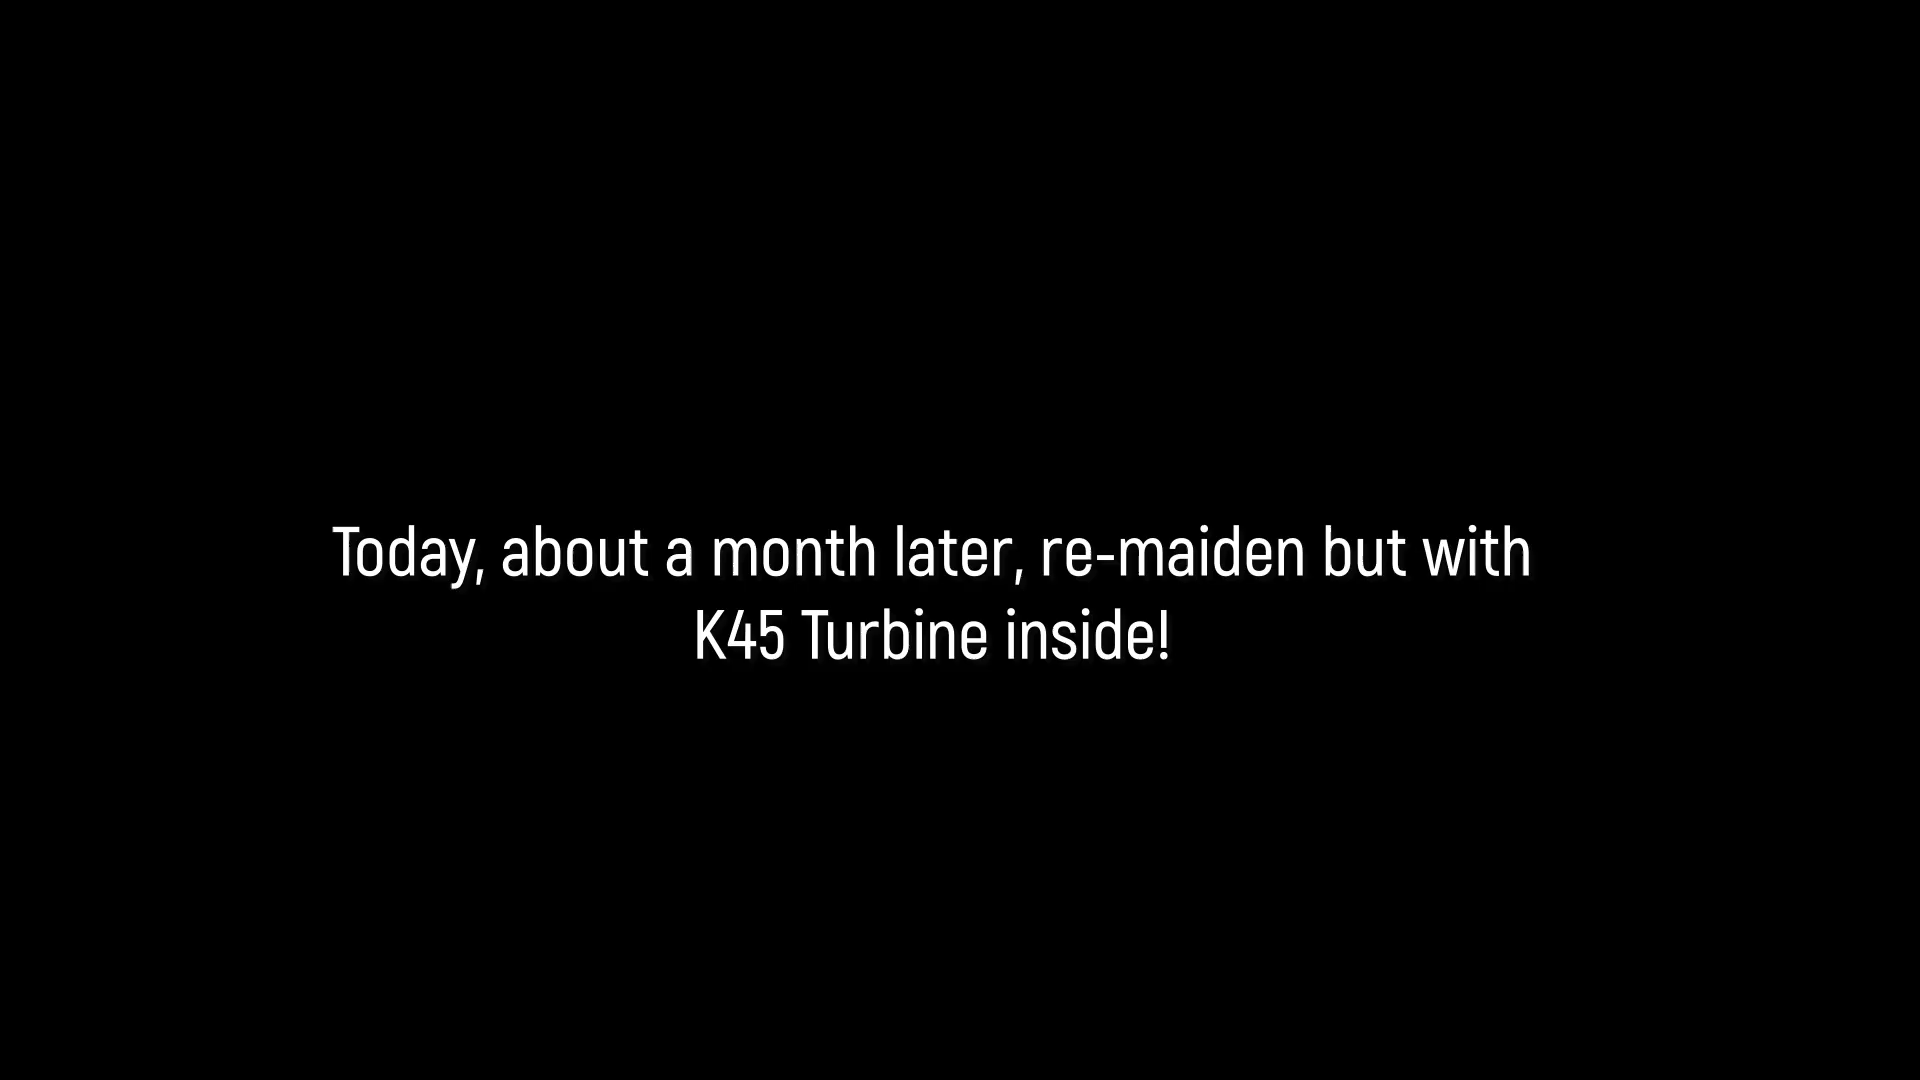 Today, about a month later, re-maiden but with
K45 Turbine inside!